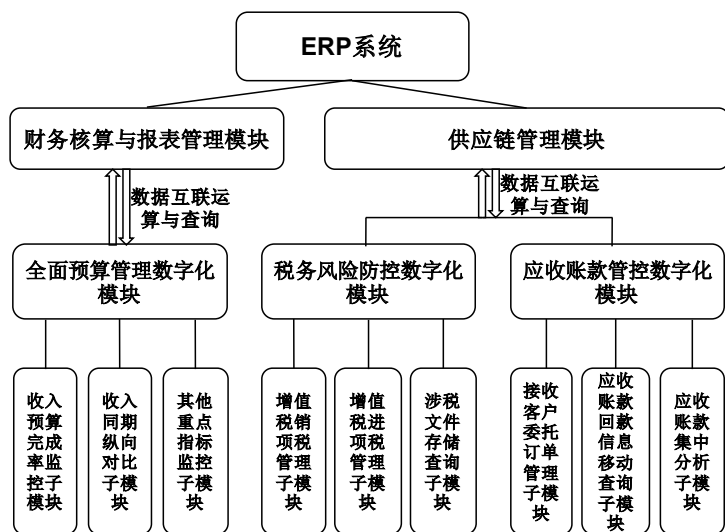 ERP系统
财务核算与报表管理模块
供应链管理模块
数据互联运
算与查询
数据互联运
算与查询
全面预算管理数字化
模块
税务风险防控数字化
模块
应收账款管控数字化
模块
收入
预算
完成
率监
控子
模块
收入
同期
纵向
对比
子模
块
其他
重点
指标
监控
子模
块
增值
税销
项税
管理
子模
块
增值
税进
项税
管理
子模
块
涉税
文件
存储
查询
子模
块
接收
客户
委托
订单
管理
子模
块
应收
账款
回款
信息
移动
查询
子模
块
应收
账款
集中
分析
子模
块